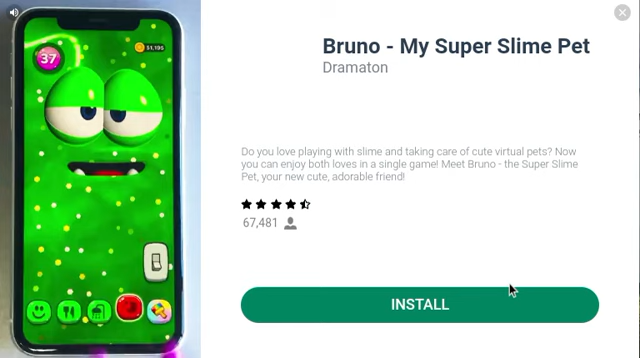 37
31,195
Bruno - My Super Slime Pet
Dramaton
Do you love playing with slime and taking care of cute virtual pets? Now
you can enjoy both loves in a single game! Meet Bruno - the Super Slime
Pet, your new cute, adorable friend!
67,481
INSTALL